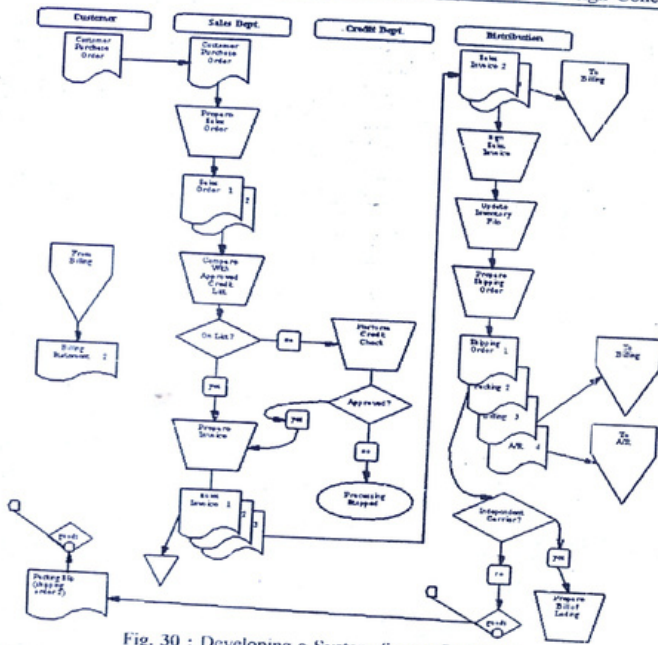 Customer
Sales Dept.
Credit Dept.
Distribution
Customer
Purchase
Order
Customer
Purchase
Order
Sales
Invoice 2
To
Billing
Prepare
Sales
Order
Sign
Sales
Invoice
Sales
Order 1
2
Update
Inventory
File
From
Billing
Compare
With
Approved
Credit
List
Prepare
Shipping
Order
On List?
no
Perform
Credit
Check
Billing
Statement 2
Shipping
Order 1
Packing 2
Billing 3
A/R 4
To
Billing
To
A/R
yes
Approved?
yes
Prepare
Invoice
no
Processing
Stopped
Sales
Invoice 1
2
3
Independent
Carrier?
goods
no
yes
Packing Slip
(shipping
order 2)
goods
Prepare
Bill of
Lading
Fig. 30 : Developing a System